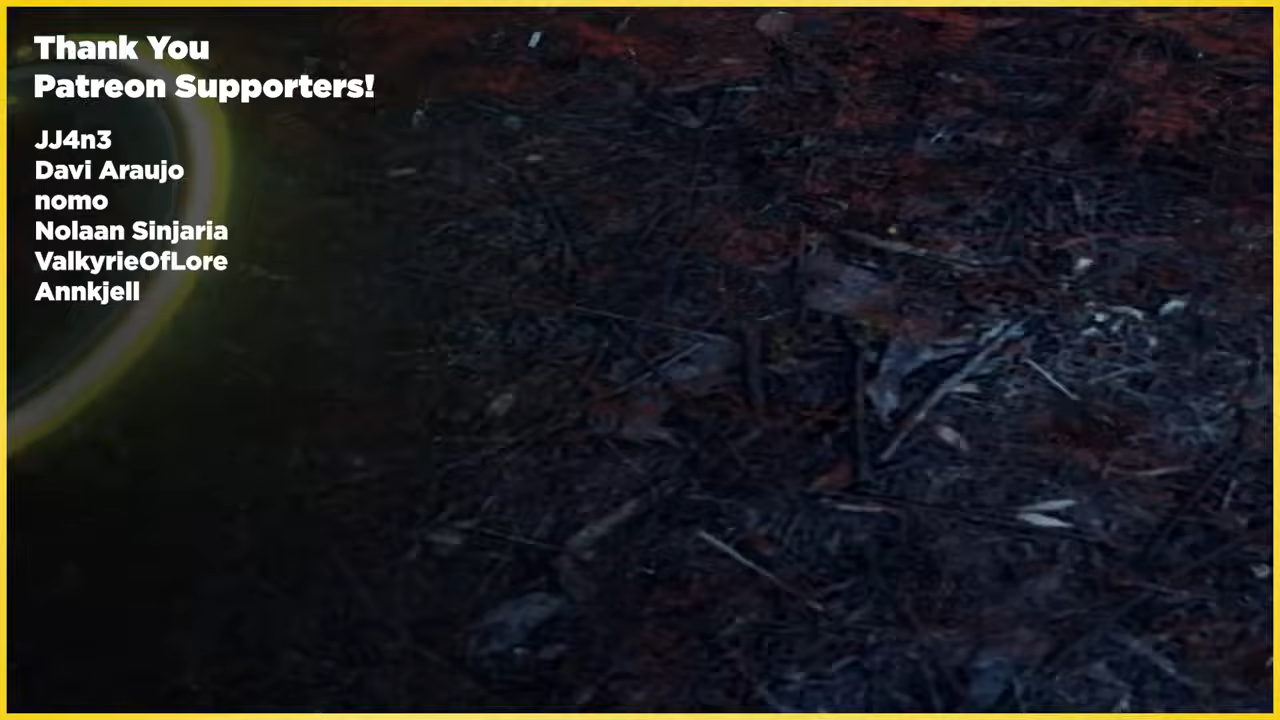 Thank You
Patreon Supporters!
JJ4n3
Davi Araujo
nomo
Nolaan Sinjaria
ValkyrieOfLore
Annkjell